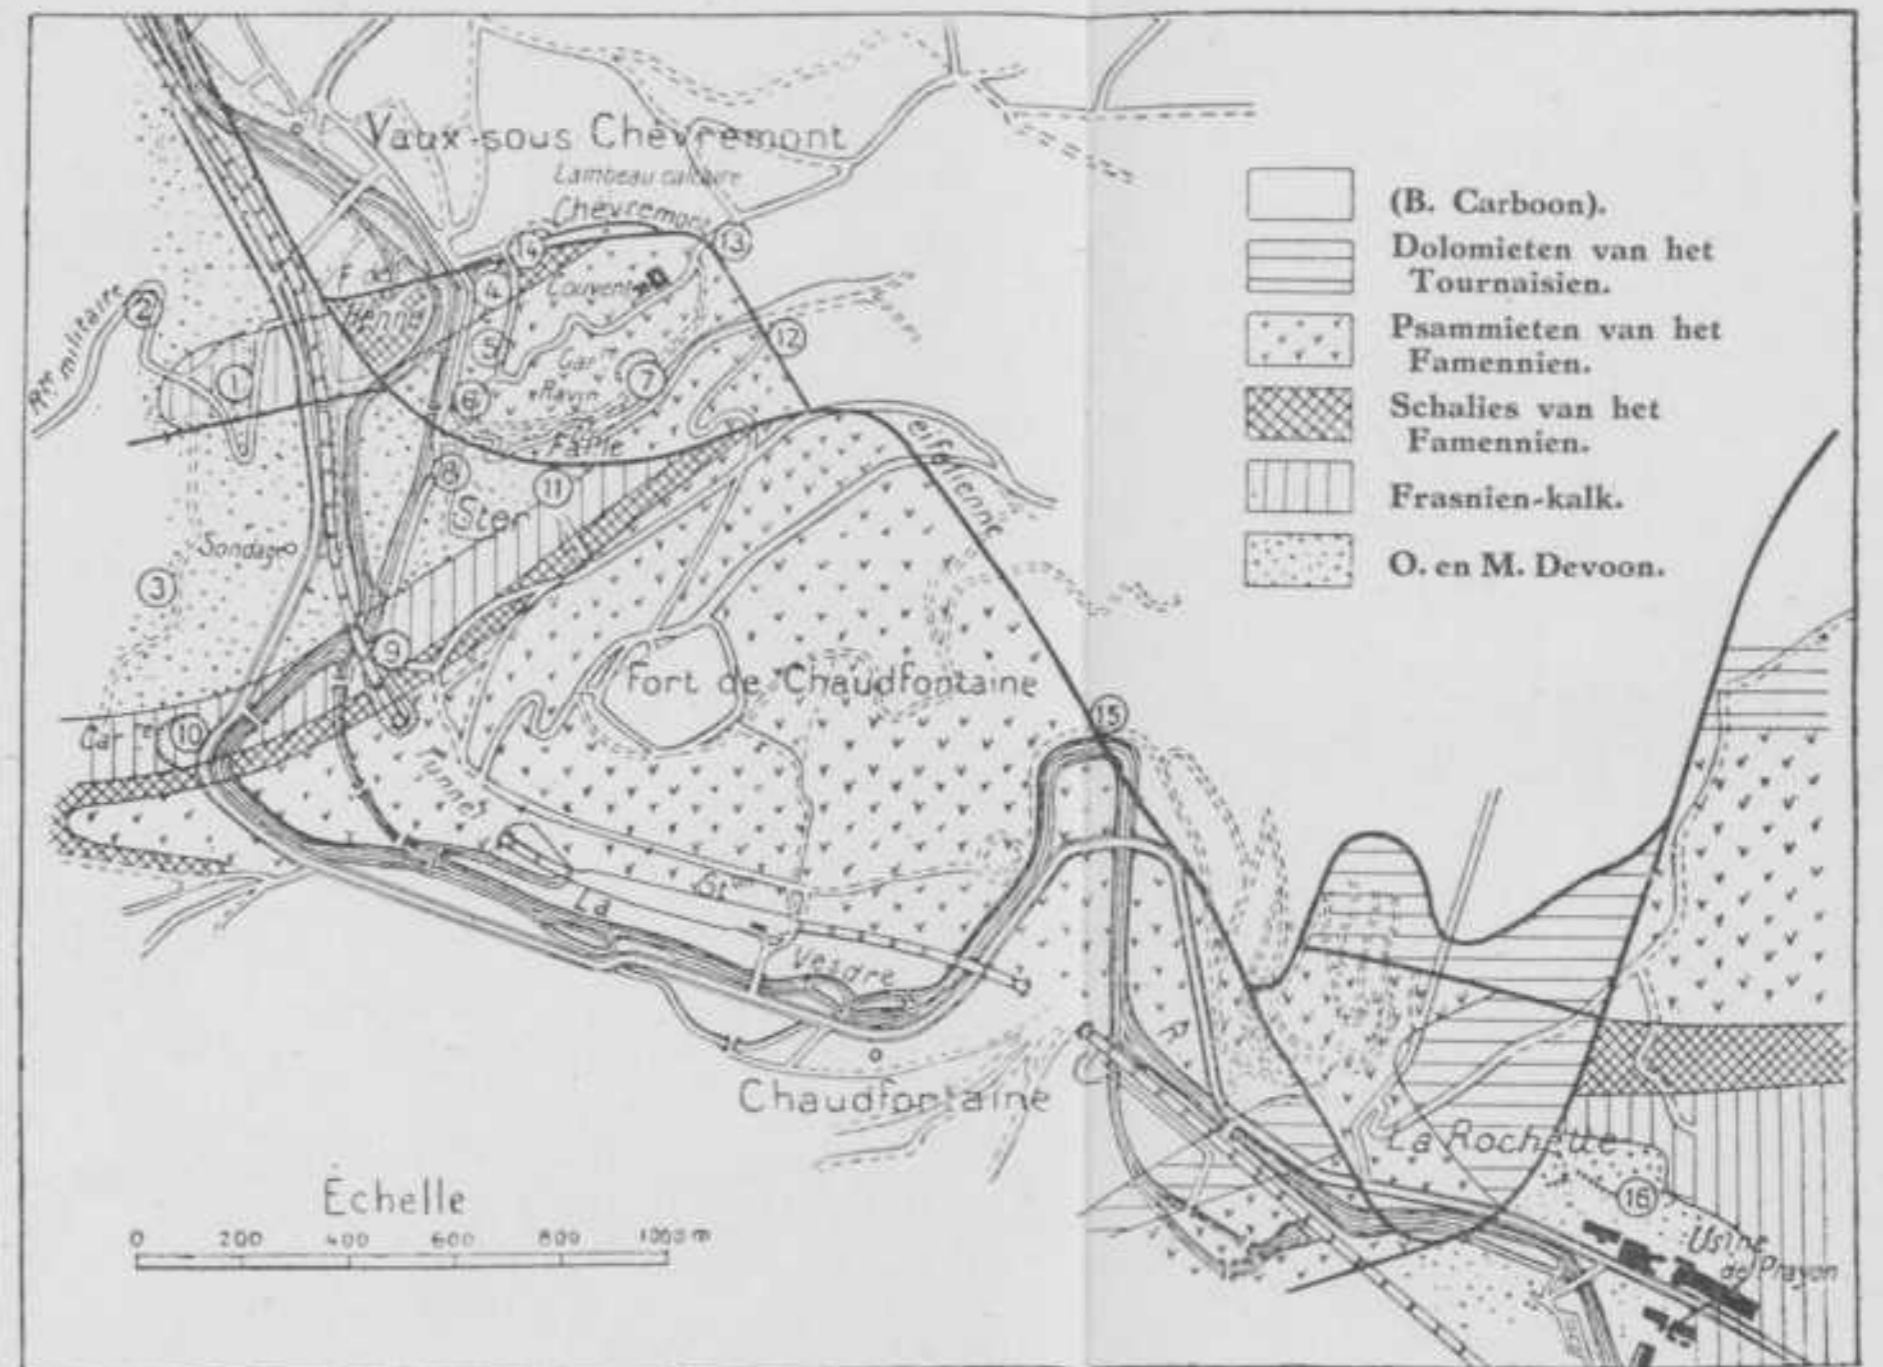 Vaux-sous Chèvremont
Lambeau calcaire
Chèvremont
14
13
4
Couvent
Rte militaire
2
Henne
12
5
1
7
6
Ravin
Faille
eifelienne
8
11
Ster
Sondage
3
9
Fort de Chaudfontaine
10
15
Tunnel
La
Vesdre
Chaudfontaine
La Rochette
16
Usine
de Prayon
Echelle
0 200 400 600 800 1000 m
(B. Carboon).
Dolomieten van het
Tournaisien.
Psammieten van het
Famennien.
Schalies van het
Famennien.
Frasnien-kalk.
O. en M. Devoon.